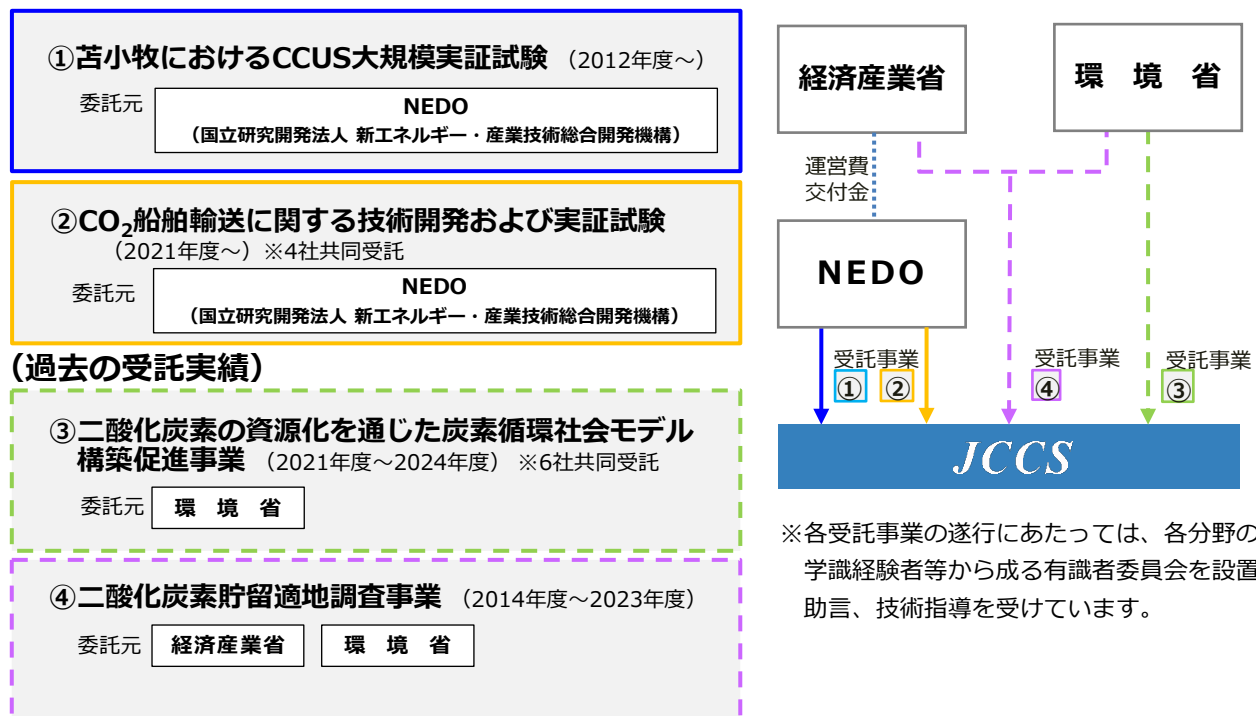 ①苫小牧におけるCCUS大規模実証試験 （2012年度～）
委託元
NEDO
（国立研究開発法人 新エネルギー・産業技術総合開発機構）
②CO₂船舶輸送に関する技術開発および実証試験
（2021年度～）※4社共同受託
委託元
NEDO
（国立研究開発法人 新エネルギー・産業技術総合開発機構）
（過去の受託実績）
③二酸化炭素の資源化を通じた炭素循環社会モデル
構築促進事業 （2021年度～2024年度） ※6社共同受託
委託元 環 境 省
④二酸化炭素貯留適地調査事業 （2014年度～2023年度）
委託元 経済産業省 環 境 省
経済産業省
環 境 省
運営費
交付金
NEDO
受託事業
① ②
受託事業
④
受託事業
③
JCCS
※各受託事業の遂行にあたっては、各分野の
学識経験者等から成る有識者委員会を設置
助言、技術指導を受けています。